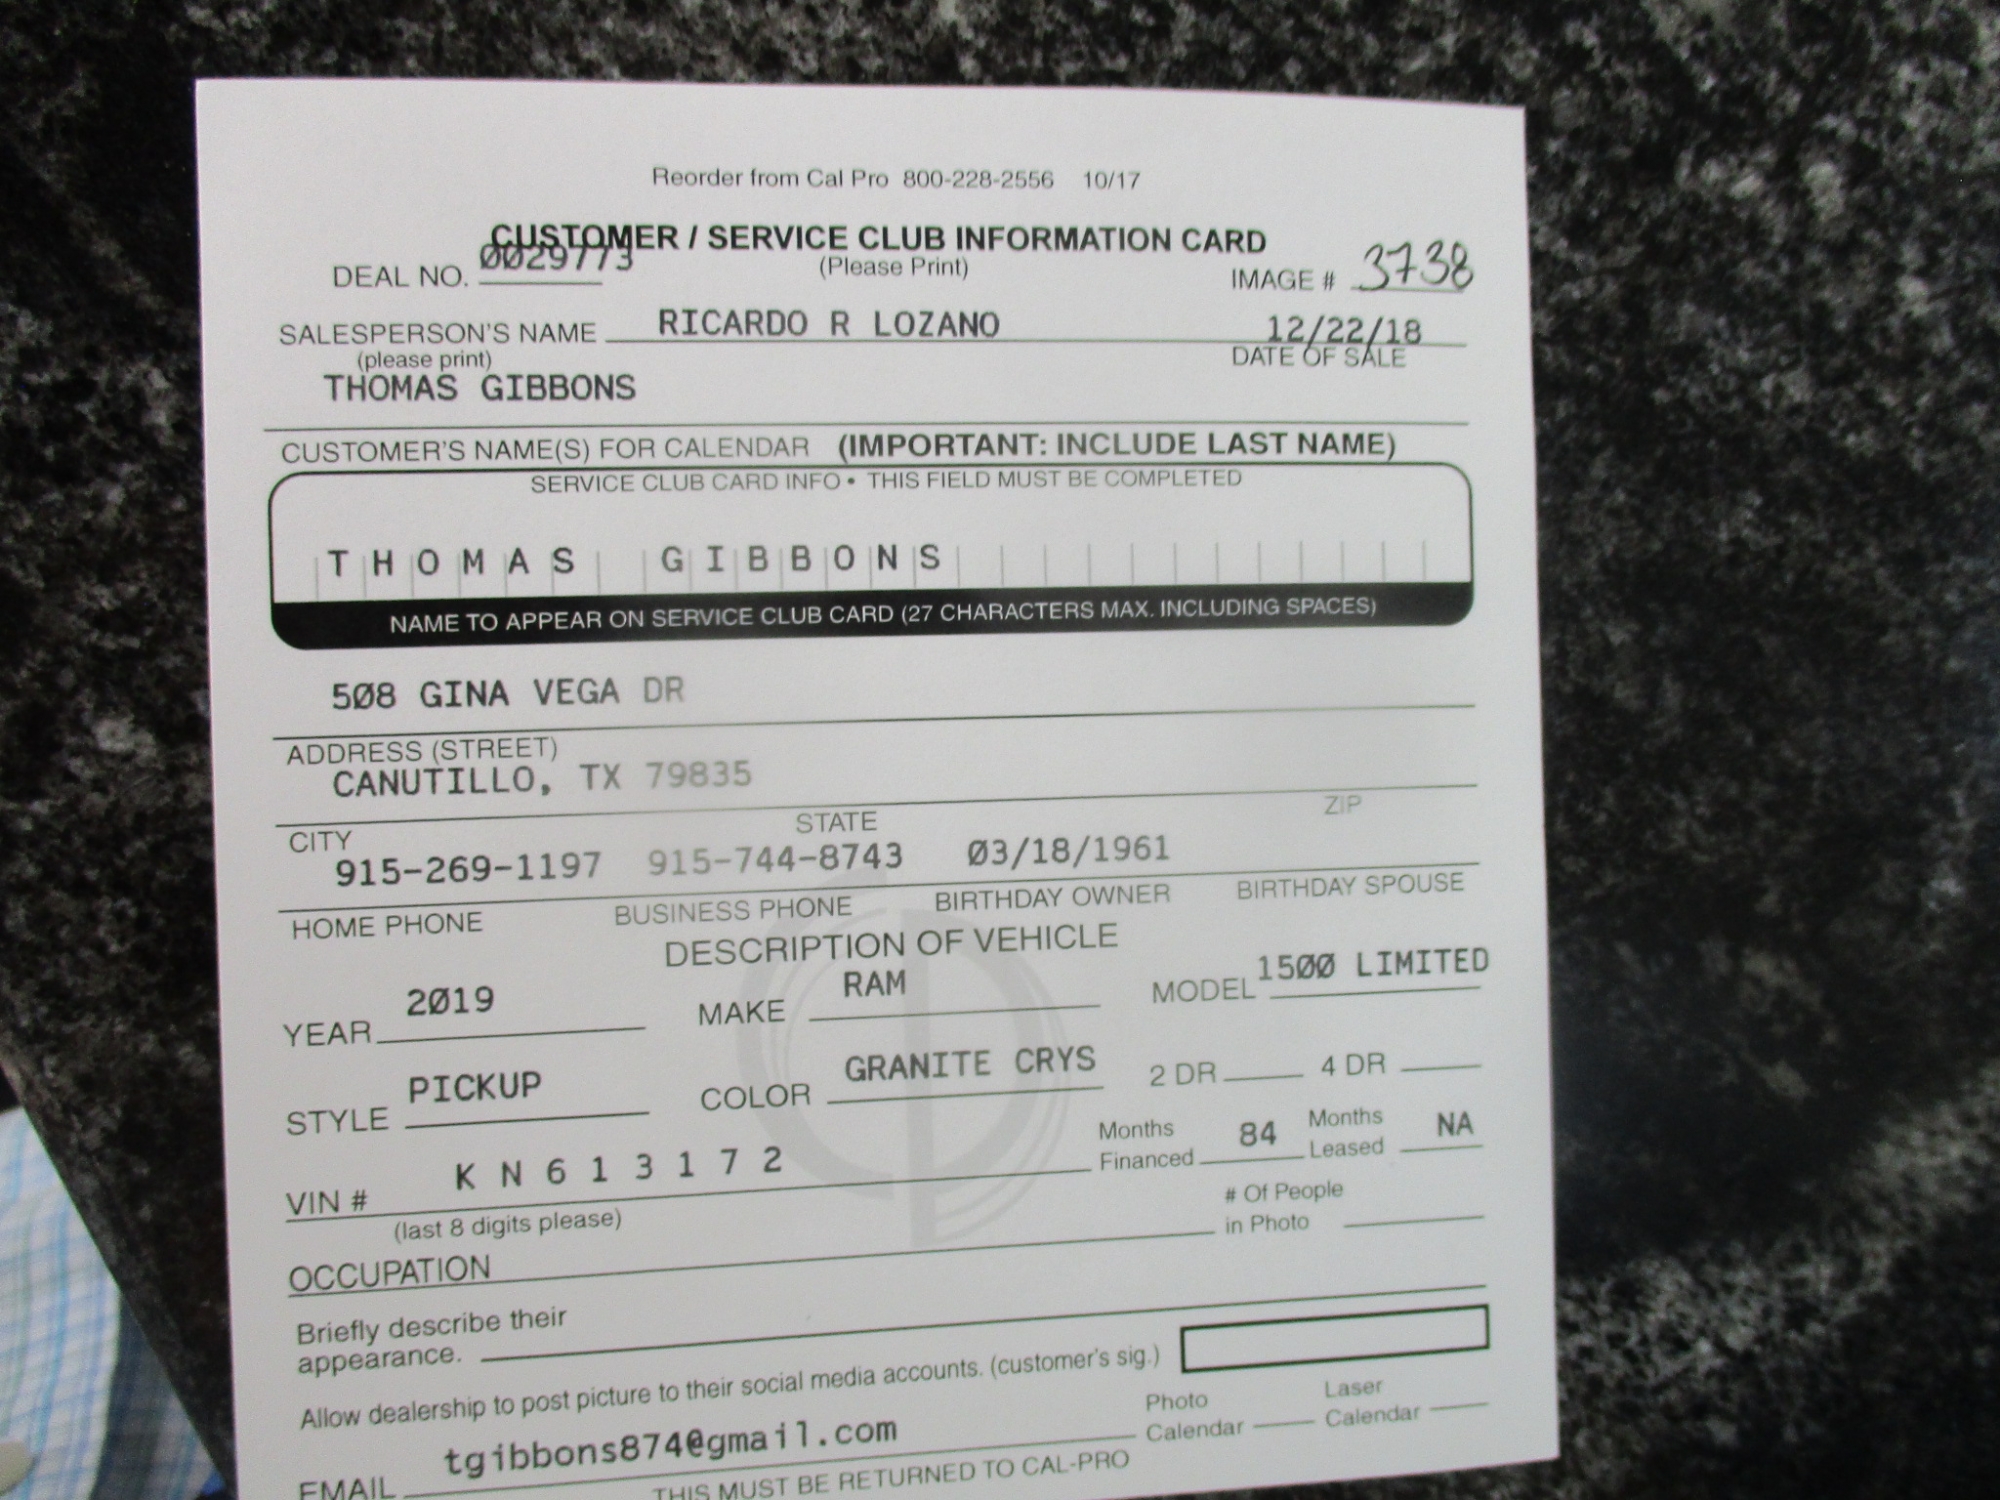 Reorder from Cal Pro 800-228-2556 10/17
CUSTOMER / SERVICE CLUB INFORMATION CARD
DEAL NO. 0029773 (Please Print) IMAGE # 3738
SALESPERSON'S NAME RICARDO R LOZANO 12/22/18
(please print) DATE OF SALE
THOMAS GIBBONS
CUSTOMER'S NAME(S) FOR CALENDAR (IMPORTANT: INCLUDE LAST NAME)
SERVICE CLUB CARD INFO • THIS FIELD MUST BE COMPLETED
THOMAS GIBBONS
NAME TO APPEAR ON SERVICE CLUB CARD (27 CHARACTERS MAX. INCLUDING SPACES)
508 GINA VEGA DR
ADDRESS (STREET)
CANUTILLO, TX 79835
CITY STATE ZIP
915-269-1197 915-744-8743 03/18/1961
HOME PHONE BUSINESS PHONE BIRTHDAY OWNER BIRTHDAY SPOUSE
DESCRIPTION OF VEHICLE
YEAR 2019 MAKE RAM MODEL 1500 LIMITED
STYLE PICKUP COLOR GRANITE CRYS 2 DR 4 DR
VIN # K N 6 1 3 1 7 2 Months Financed 84 Months Leased NA
(last 8 digits please) # Of People in Photo
OCCUPATION
Briefly describe their
appearance.
Allow dealership to post picture to their social media accounts. (customer's sig.)
EMAIL tgibbons874@gmail.com Photo Calendar Laser Calendar
THIS MUST BE RETURNED TO CAL-PRO